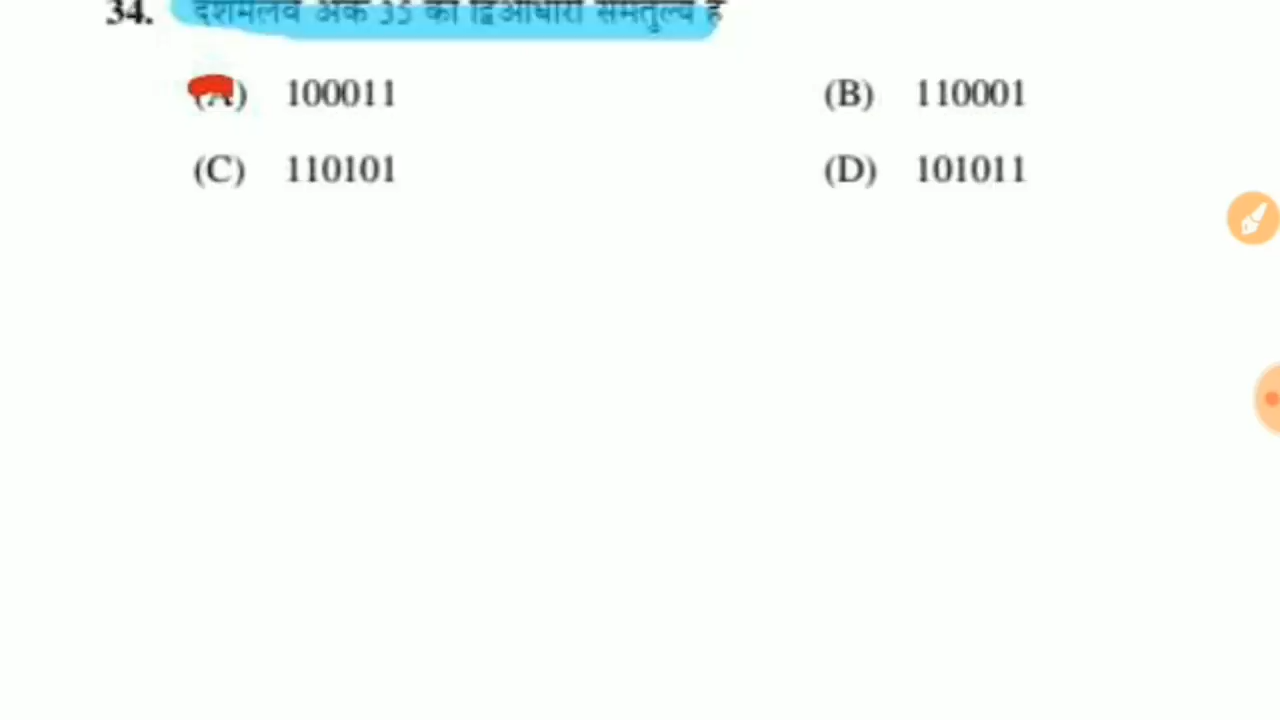 34. दशमलव अंक 35 का द्विआधारी समतुल्य है
(A) 100011 (B) 110001
(C) 110101 (D) 101011